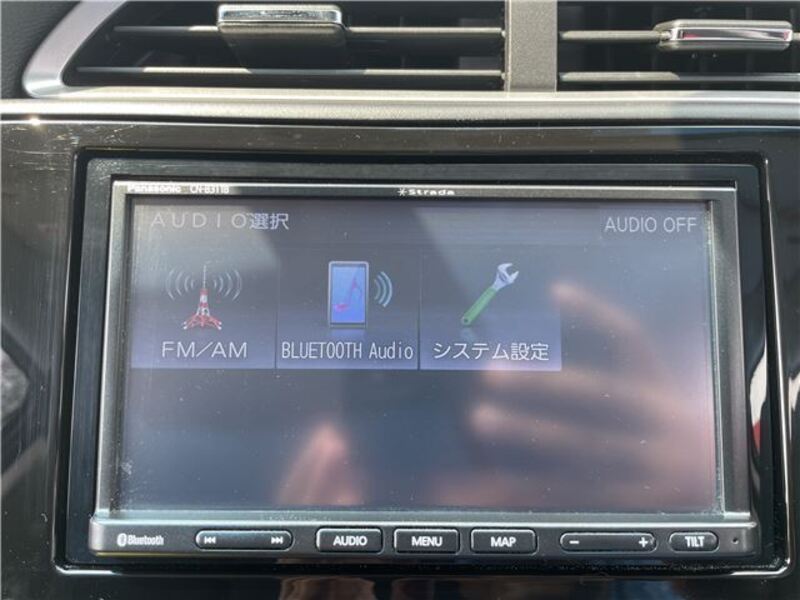 Panasonic CN-B311B
Strada
AUDIO選択
AUDIO OFF
FM/AM
BLUETOOTH Audio
システム設定
Bluetooth
AUDIO
MENU
MAP
− +
TILT